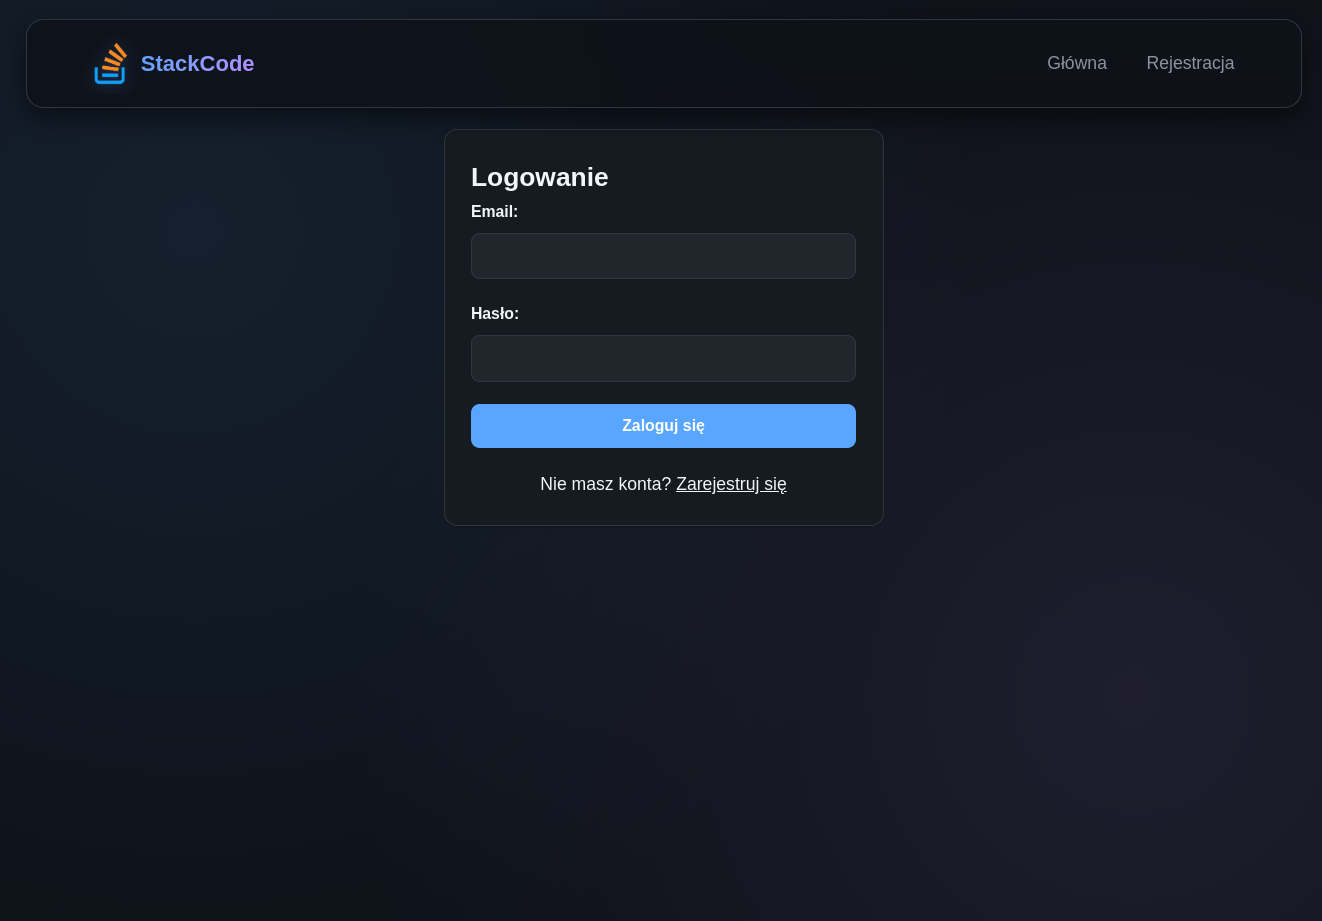 StackCode
Główna Rejestracja
Logowanie
Email:
Hasło:
Zaloguj się
Nie masz konta? Zarejestruj się